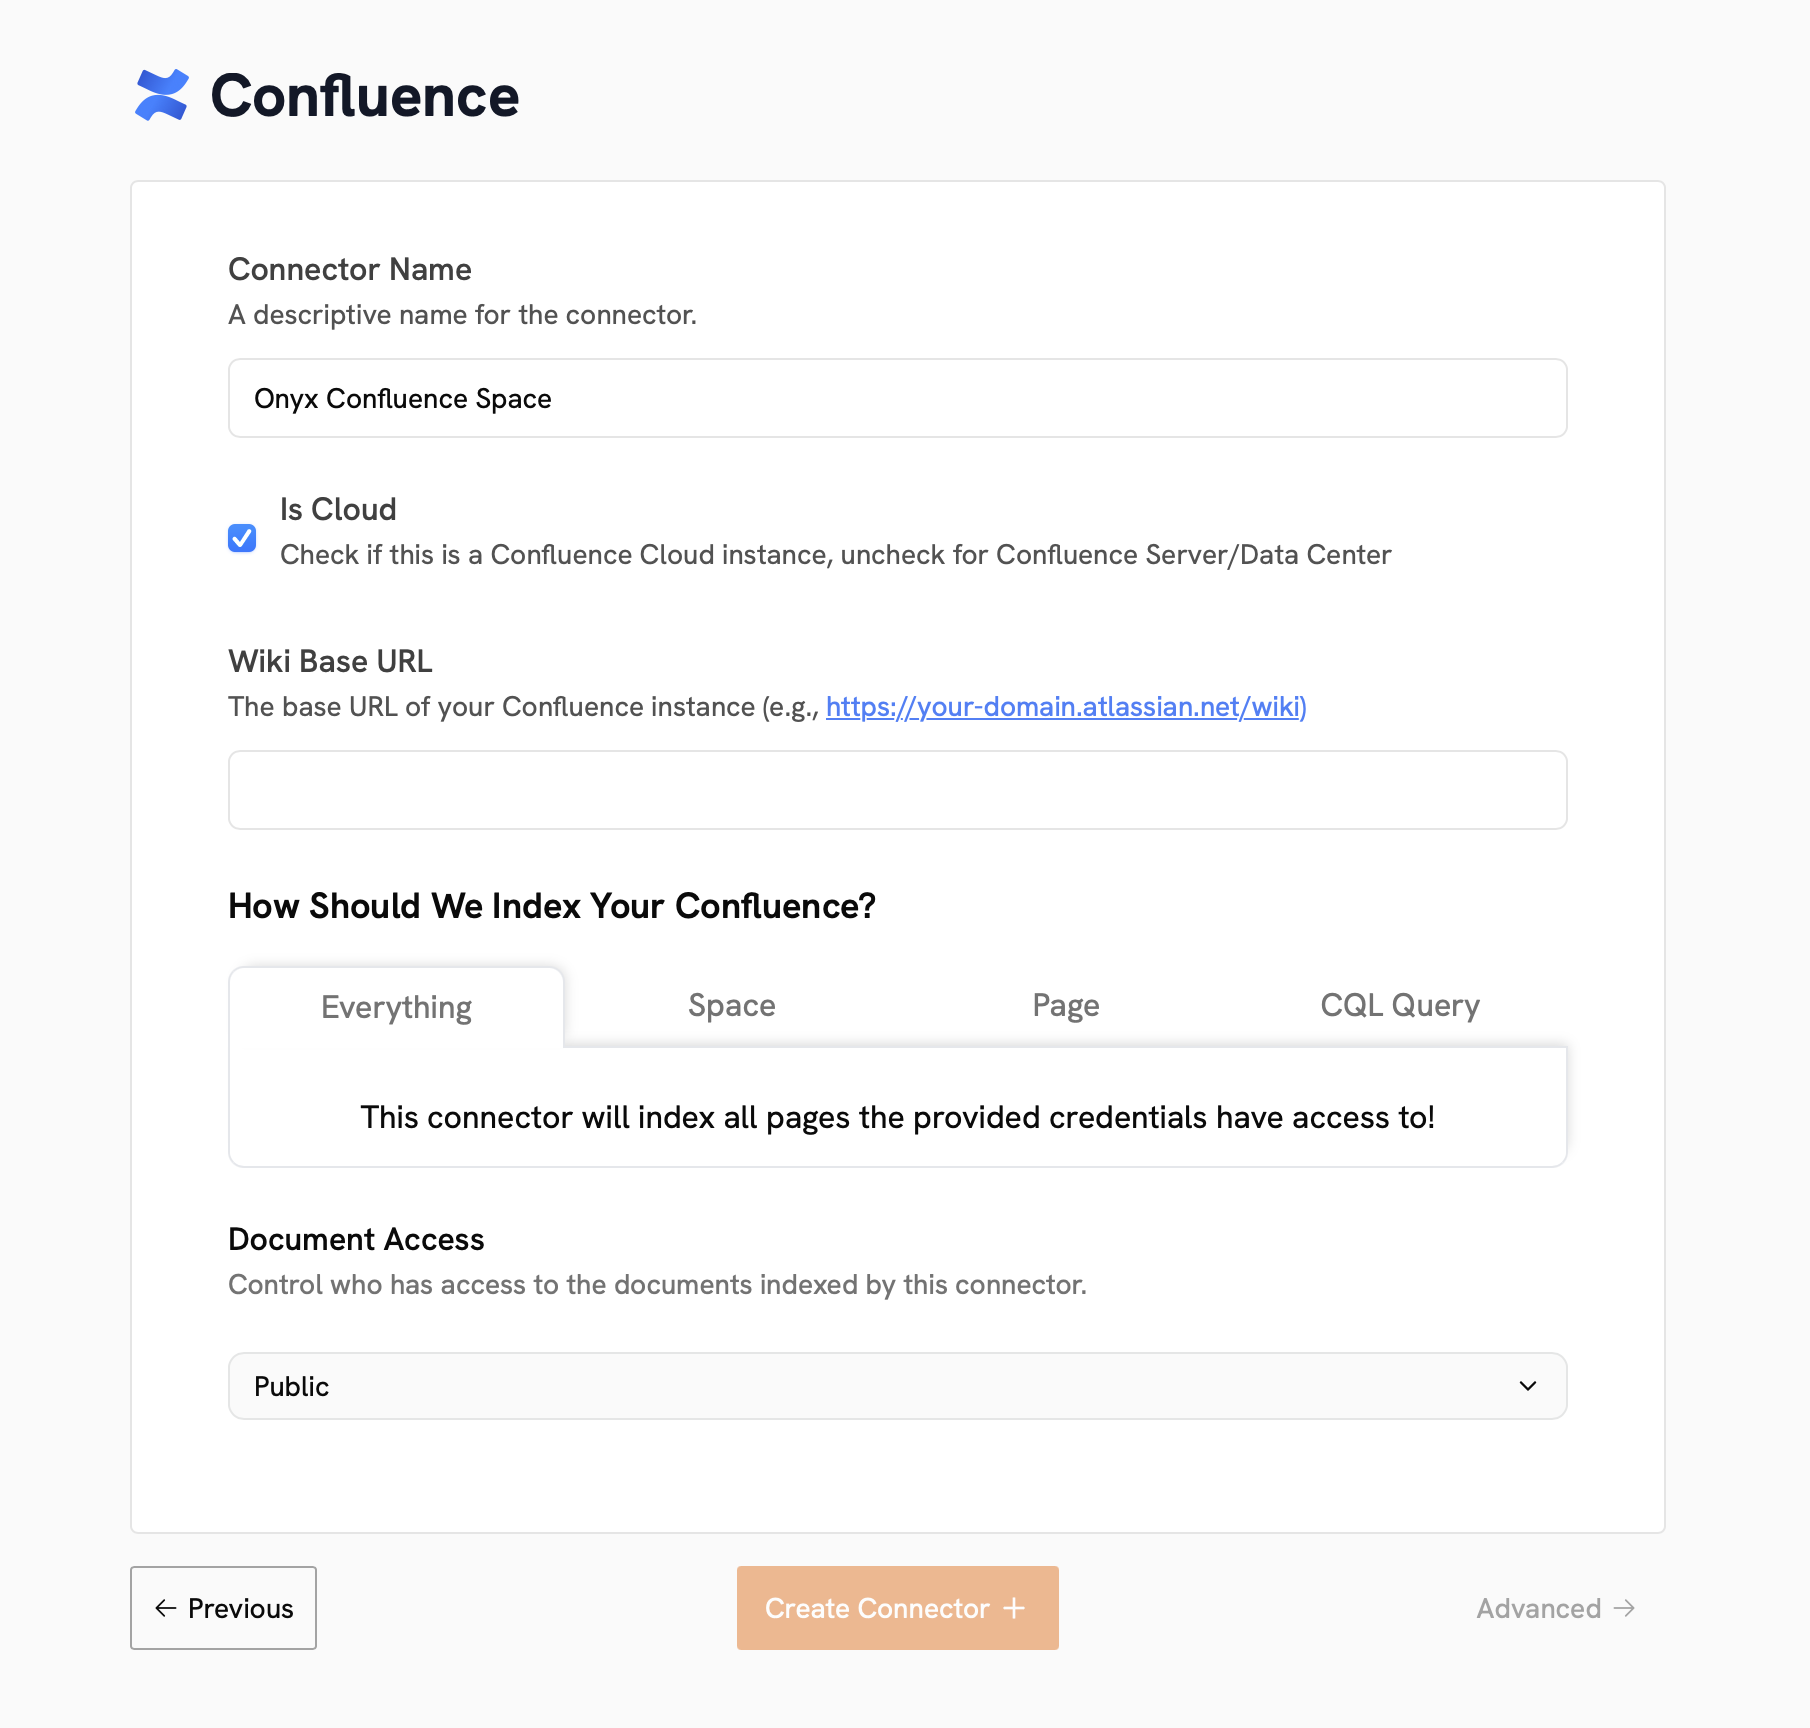 Confluence
Connector Name
A descriptive name for the connector.
Onyx Confluence Space
Is Cloud
Check if this is a Confluence Cloud instance, uncheck for Confluence Server/Data Center
Wiki Base URL
The base URL of your Confluence instance (e.g., https://your-domain.atlassian.net/wiki)
How Should We Index Your Confluence?
Everything Space Page CQL Query
This connector will index all pages the provided credentials have access to!
Document Access
Control who has access to the documents indexed by this connector.
Public
← Previous Create Connector + Advanced →